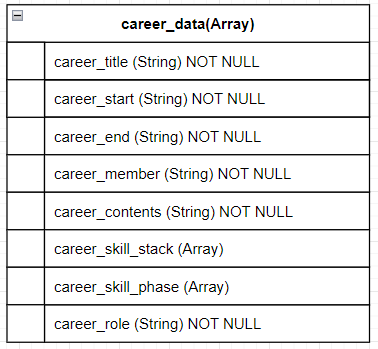 career_data(Array)
career_title (String) NOT NULL
career_start (String) NOT NULL
career_end (String) NOT NULL
career_member (String) NOT NULL
career_contents (String) NOT NULL
career_skill_stack (Array)
career_skill_phase (Array)
career_role (String) NOT NULL